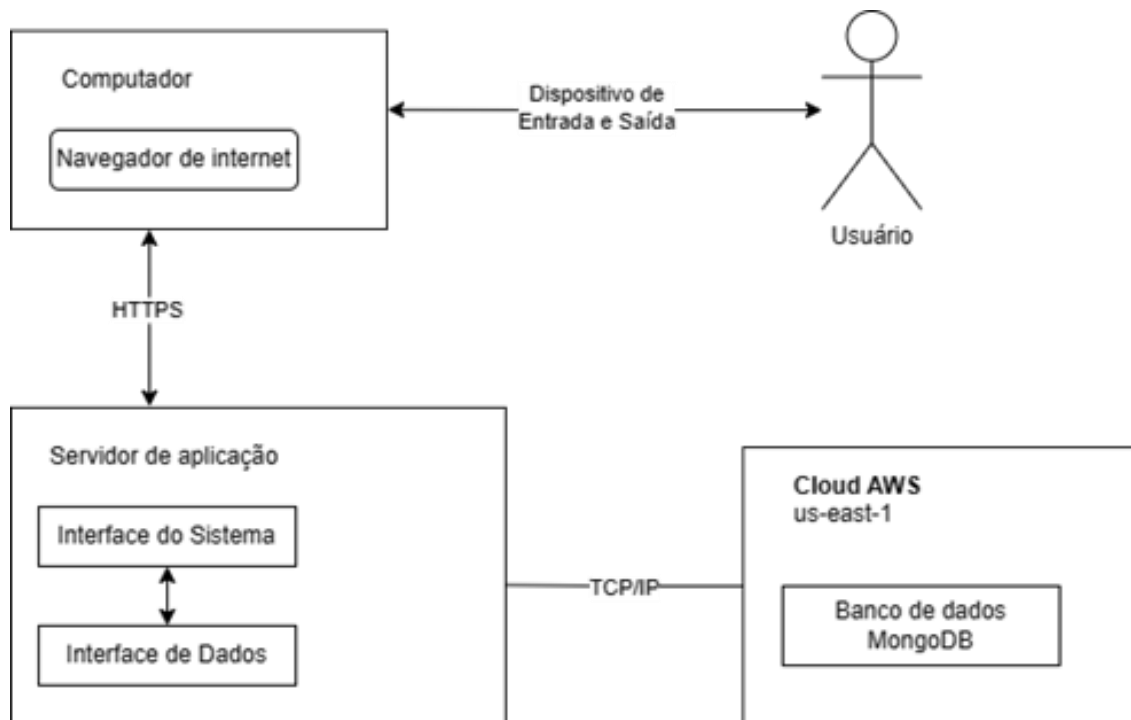 Computador
Navegador de internet
Dispositivo de
Entrada e Saída
Usuário
HTTPS
Servidor de aplicação
Interface do Sistema
Interface de Dados
TCP/IP
Cloud AWS
us-east-1
Banco de dados
MongoDB